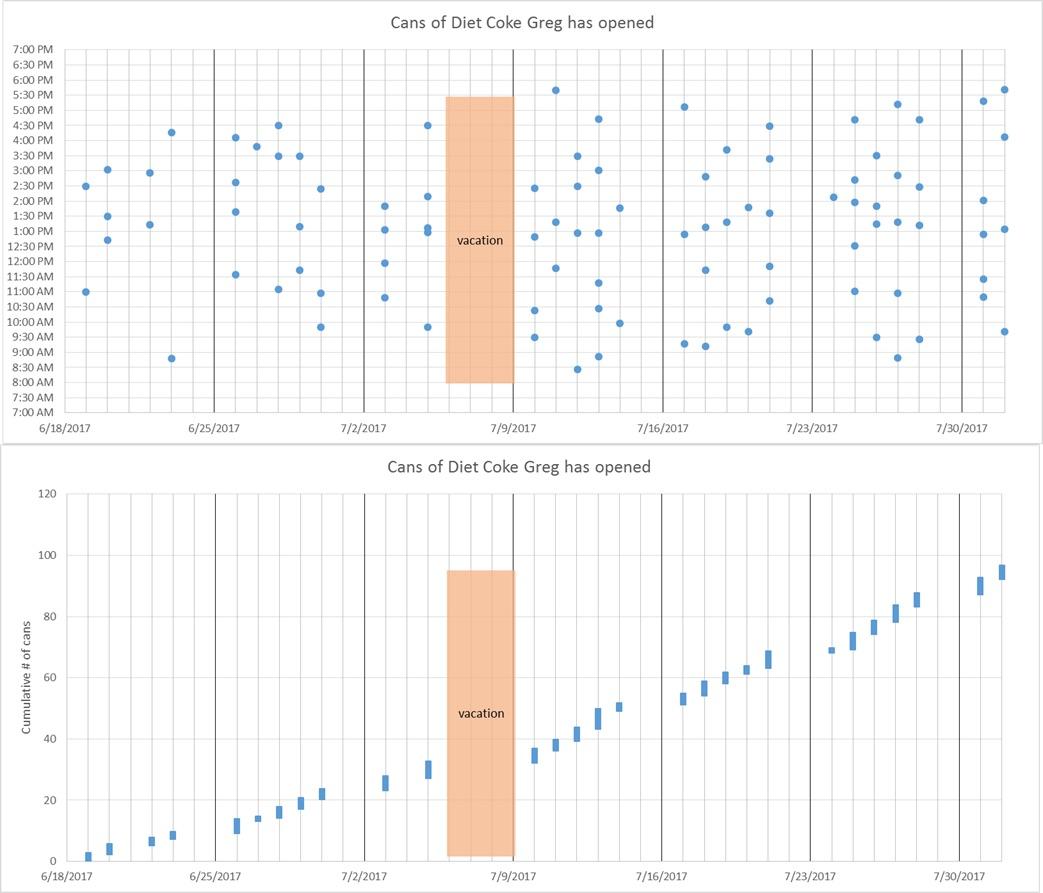 Cans of Diet Coke Greg has opened
7:00 PM
6:30 PM
6:00 PM
5:30 PM
5:00 PM
4:30 PM
4:00 PM
3:30 PM
3:00 PM
2:30 PM
2:00 PM
1:30 PM
1:00 PM
12:30 PM
12:00 PM
11:30 AM
11:00 AM
10:30 AM
10:00 AM
9:30 AM
9:00 AM
8:30 AM
8:00 AM
7:30 AM
7:00 AM
vacation
6/18/2017 6/25/2017 7/2/2017 7/9/2017 7/16/2017 7/23/2017 7/30/2017
Cans of Diet Coke Greg has opened
Cumulative # of cans
120
100
80
60
40
20
0
vacation
6/18/2017 6/25/2017 7/2/2017 7/9/2017 7/16/2017 7/23/2017 7/30/2017